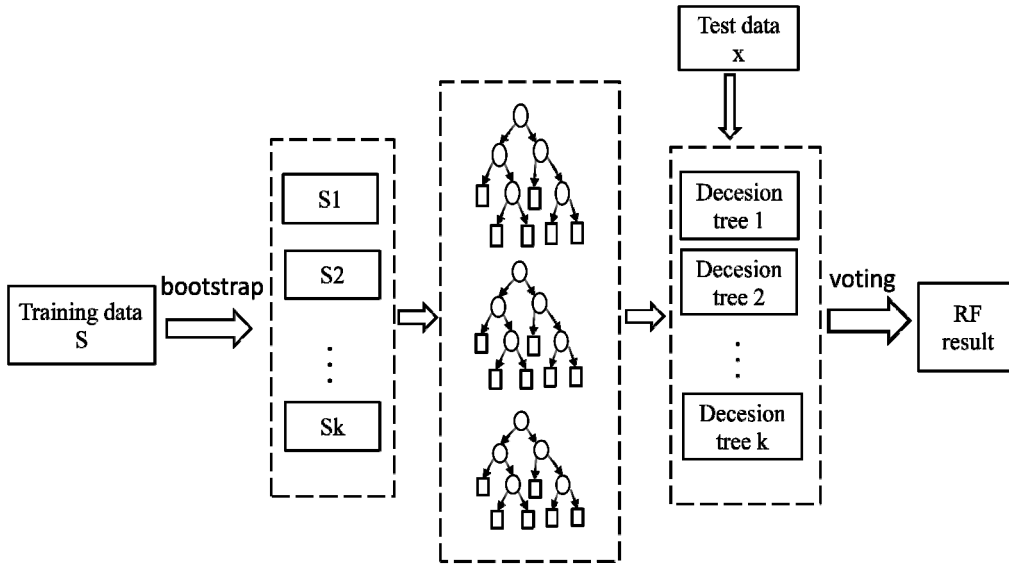 Training data
S
bootstrap
S1
S2
Sk
Test data
x
Decesion
tree 1
Decesion
tree 2
Decesion
tree k
voting
RF
result